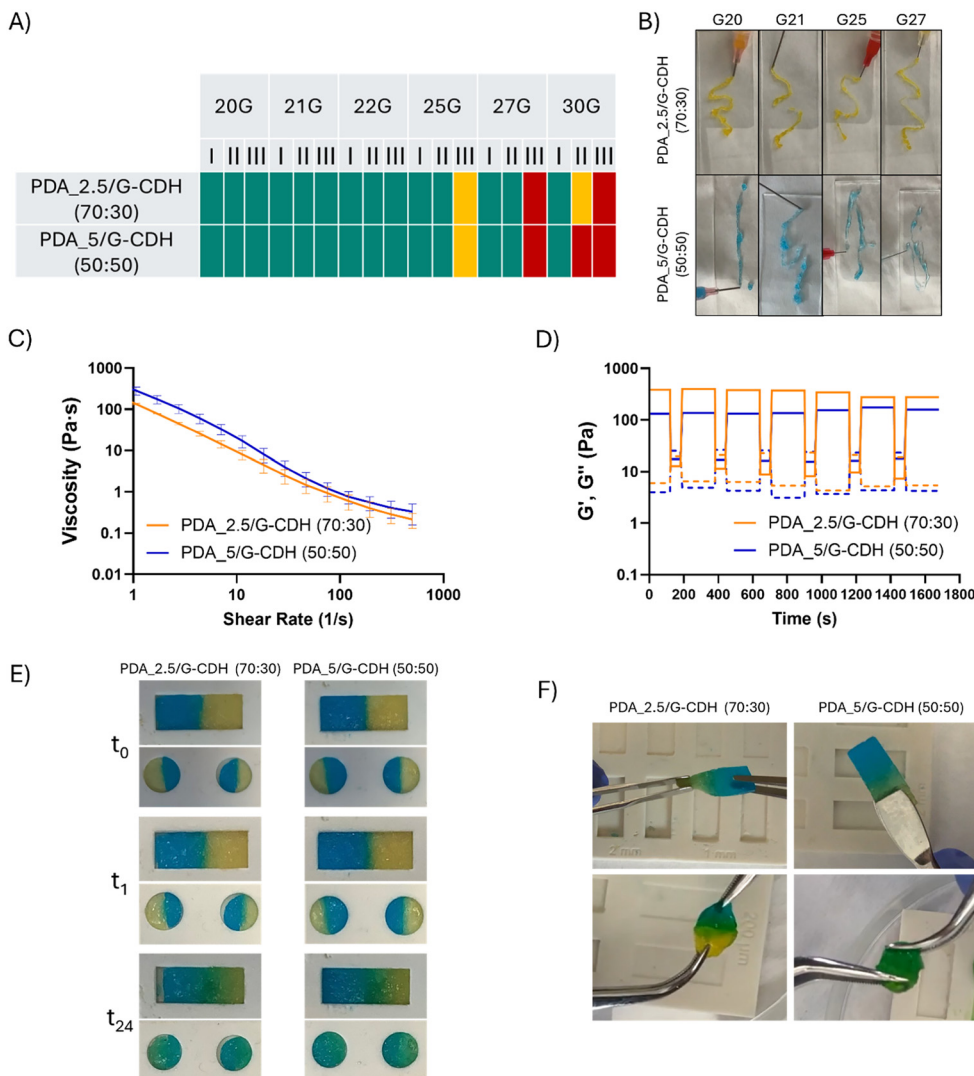 A)
20G 21G 22G 25G 27G 30G
I II III I II III I II III I II III I II III I II III
PDA_2.5/G-CDH
(70:30)
PDA_5/G-CDH
(50:50)
B)
G20 G21 G25 G27
PDA_2.5/G-CDH
(70:30)
PDA_5/G-CDH
(50:50)
C)
Viscosity (Pa·s)
1000
100
10
1
0.1
0.01
PDA_2.5/G-CDH (70:30)
PDA_5/G-CDH (50:50)
1 10 100 1000
Shear Rate (1/s)
D)
G', G'' (Pa)
1000
100
10
1
0.1
PDA_2.5/G-CDH (70:30)
PDA_5/G-CDH (50:50)
0 200 400 600 800 1000 1200 1400 1600 1800
Time (s)
E)
PDA_2.5/G-CDH (70:30) PDA_5/G-CDH (50:50)
t0
t1
t24
F)
PDA_2.5/G-CDH (70:30) PDA_5/G-CDH (50:50)
2 mm
1 mm
200 µm